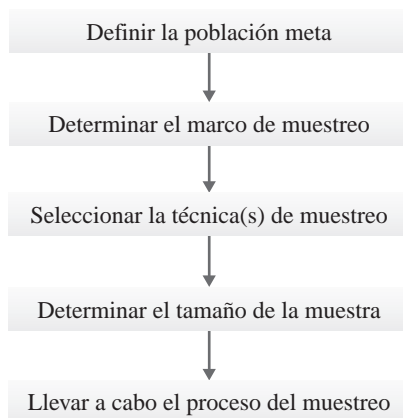 Definir la población meta
Determinar el marco de muestreo
Seleccionar la técnica(s) de muestreo
Determinar el tamaño de la muestra
Llevar a cabo el proceso del muestreo